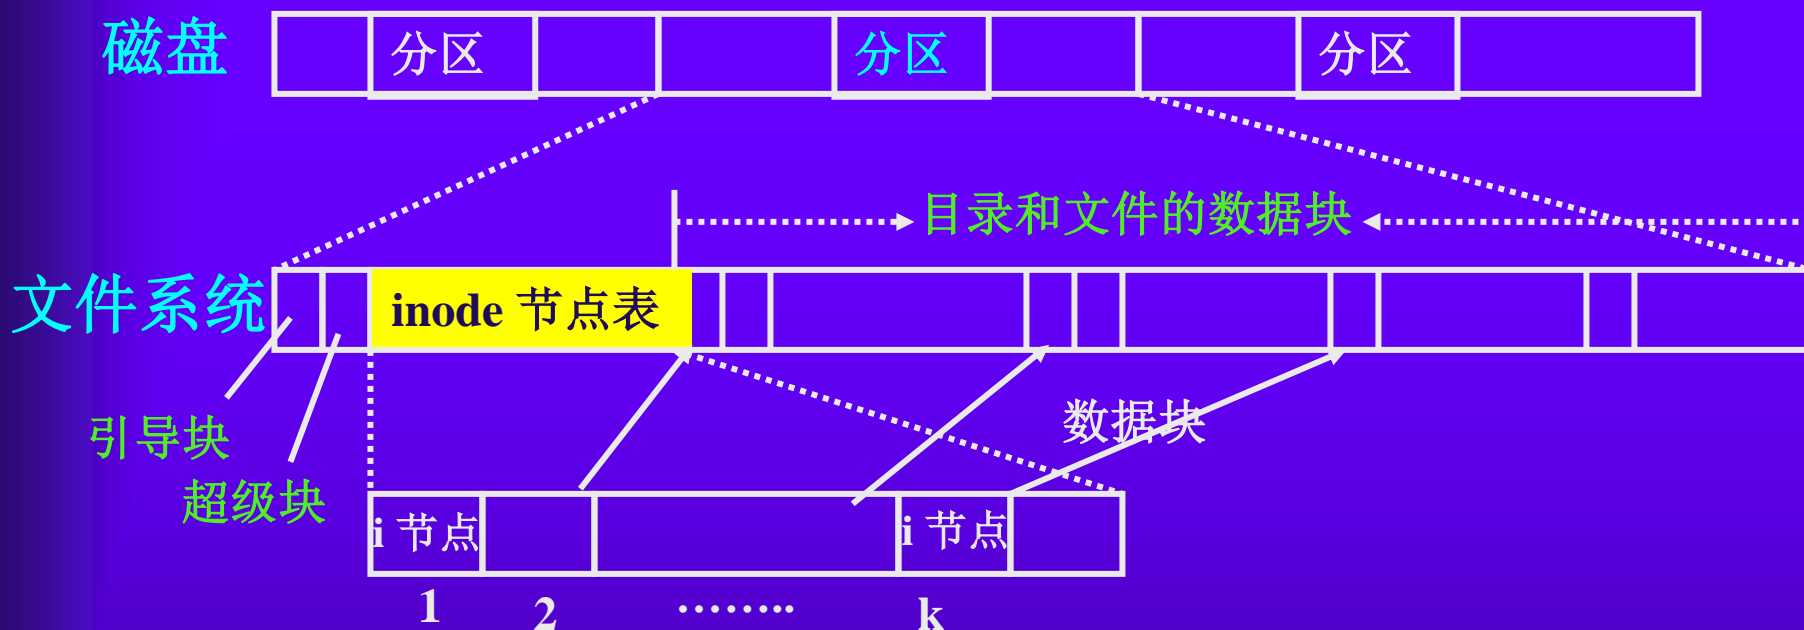 磁盘 分区 分区 分区
目录和文件的数据块
文件系统 inode 节点表
数据块
引导块
超级块
i 节点 i 节点
1 2 ........ k